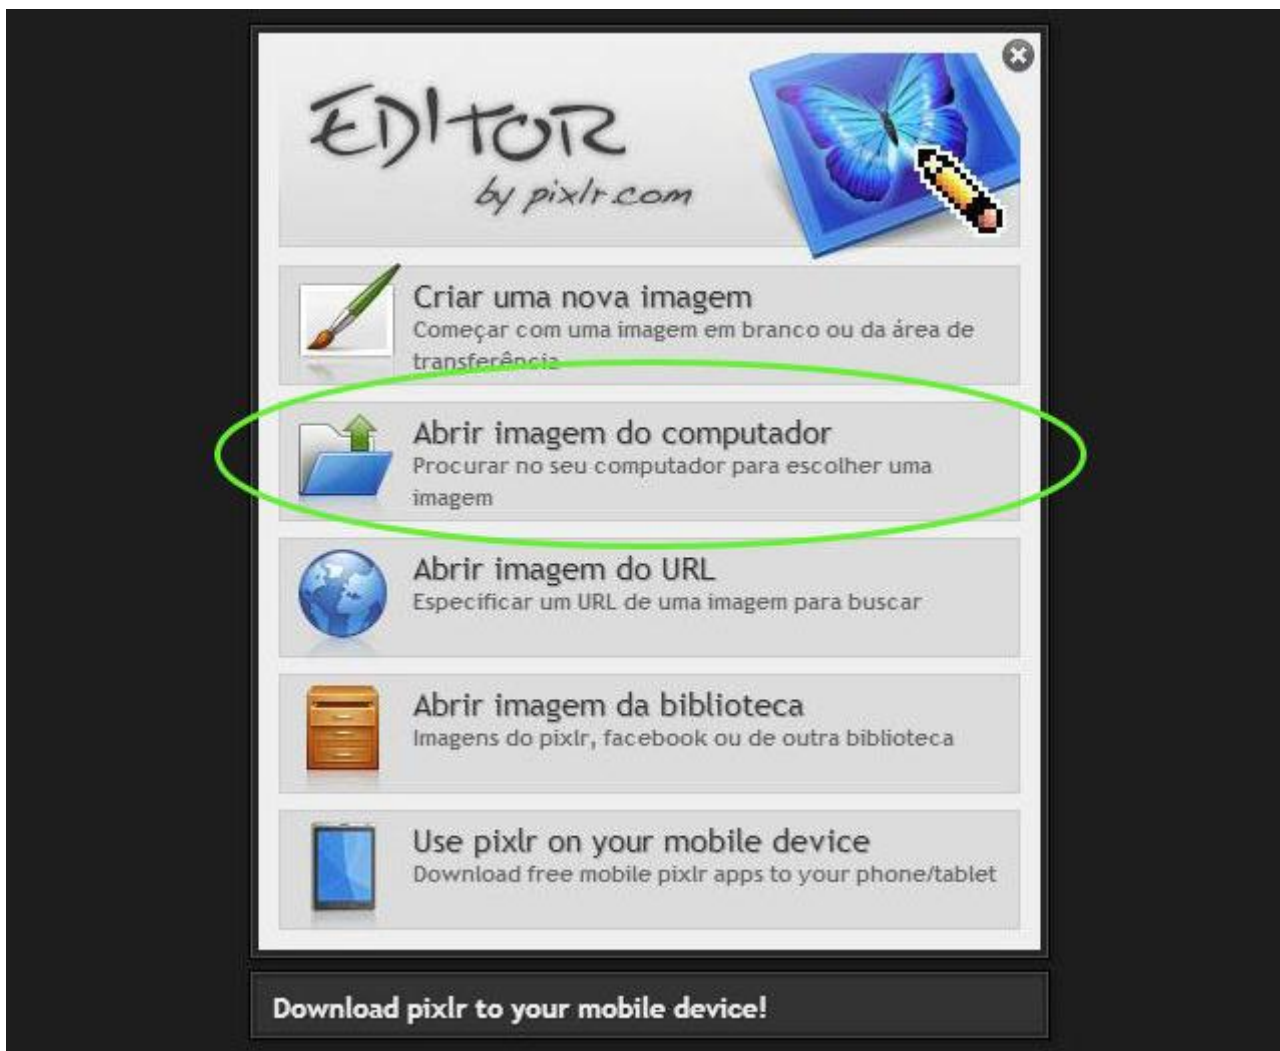 EDITOR
by pixlr.com
Criar uma nova imagem
Começar com uma imagem em branco ou da área de
transferência
Abrir imagem do computador
Procurar no seu computador para escolher uma
imagem
Abrir imagem do URL
Especificar um URL de uma imagem para buscar
Abrir imagem da biblioteca
Imagens do pixlr, facebook ou de outra biblioteca
Use pixlr on your mobile device
Download free mobile pixlr apps to your phone/tablet
Download pixlr to your mobile device!